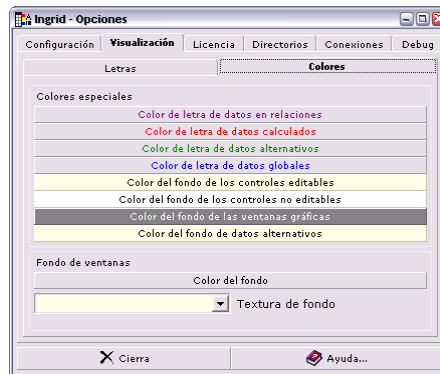 Ingrid - Opciones
Configuración Visualización Licencia Directorios Conexiones Debug
Letras Colores
Colores especiales
Color de letra de datos en relaciones
Color de letra de datos calculados
Color de letra de datos alternativos
Color de letra de datos globales
Color del fondo de los controles editables
Color del fondo de los controles no editables
Color del fondo de las ventanas gráficas
Color del fondo de datos alternativos
Fondo de ventanas
Color del fondo
Textura de fondo
Cierra Ayuda...